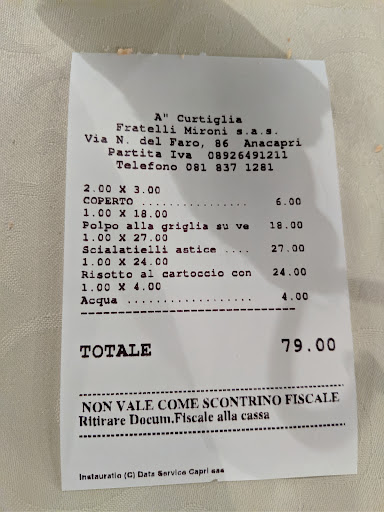 A" Curtiglia
Fratelli Mironi s.a.s.
Via N. del Faro, 86 Anacapri
Partita Iva 08926491211
Telefono 081 837 1281
2.00 X 3.00
COPERTO ................ 6.00
1.00 X 18.00
Polpo alla griglia su ve 18.00
1.00 X 27.00
Scialatielli astice .... 27.00
1.00 X 24.00
Risotto al cartoccio con 24.00
1.00 X 4.00
Acqua .................. 4.00
TOTALE 79.00
NON VALE COME SCONTRINO FISCALE
Ritirare Docum.Fiscale alla cassa
Instauratio (C) Data Service Capri sas